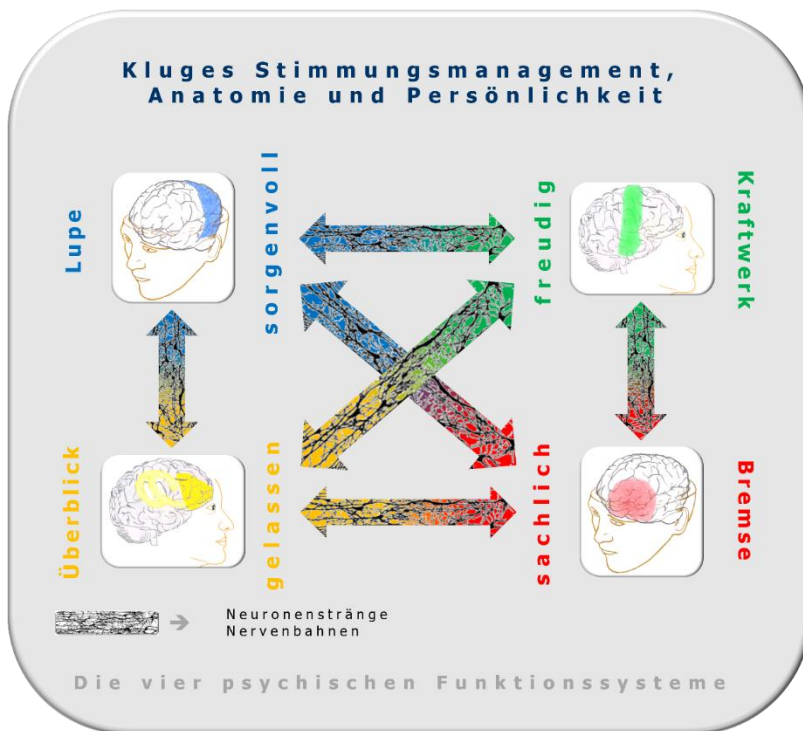 Kluges Stimmungsmanagement,
Anatomie und Persönlichkeit
Lupe
sorgenvoll
freudig
Kraftwerk
Überblick
gelassen
sachlich
Bremse
Neuronenstränge
Nervenbahnen
Die vier psychischen Funktionssysteme